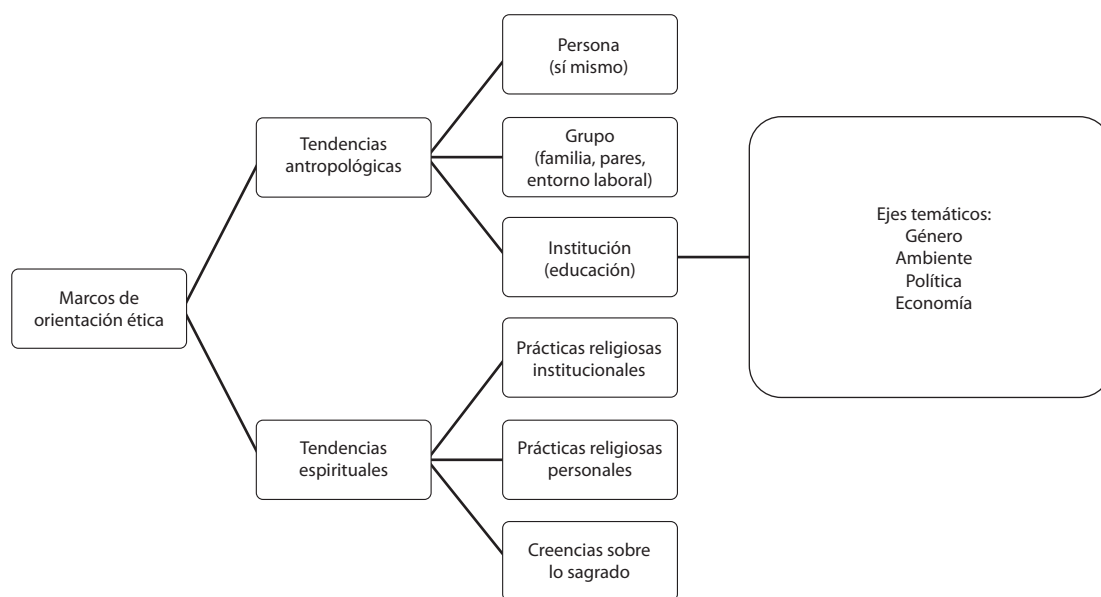 Marcos de
orientación ética
Tendencias
antropológicas
Persona
(sí mismo)
Grupo
(familia, pares,
entorno laboral)
Institución
(educación)
Ejes temáticos:
Género
Ambiente
Política
Economía
Tendencias
espirituales
Prácticas religiosas
institucionales
Prácticas religiosas
personales
Creencias sobre
lo sagrado